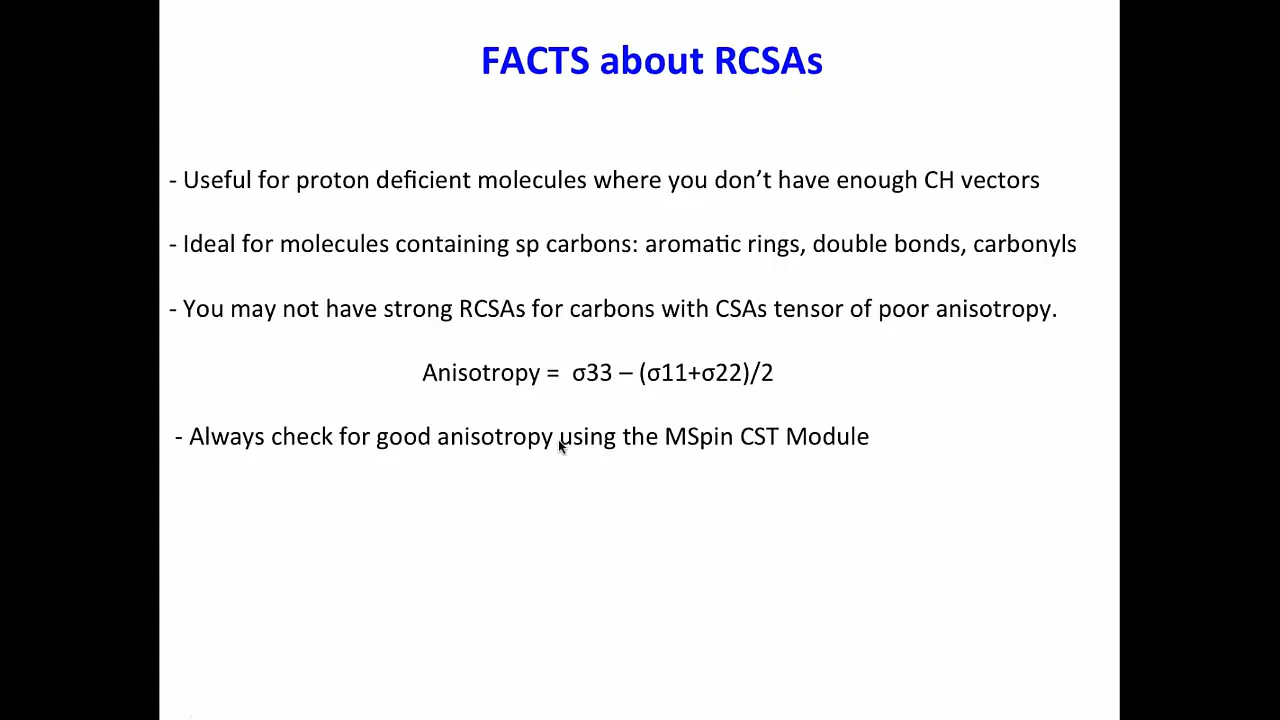 FACTS about RCSAs
- Useful for proton deficient molecules where you don’t have enough CH vectors
- Ideal for molecules containing sp carbons: aromatic rings, double bonds, carbonyls
- You may not have strong RCSAs for carbons with CSAs tensor of poor anisotropy.
Anisotropy = σ33 – (σ11+σ22)/2
- Always check for good anisotropy using the MSpin CST Module